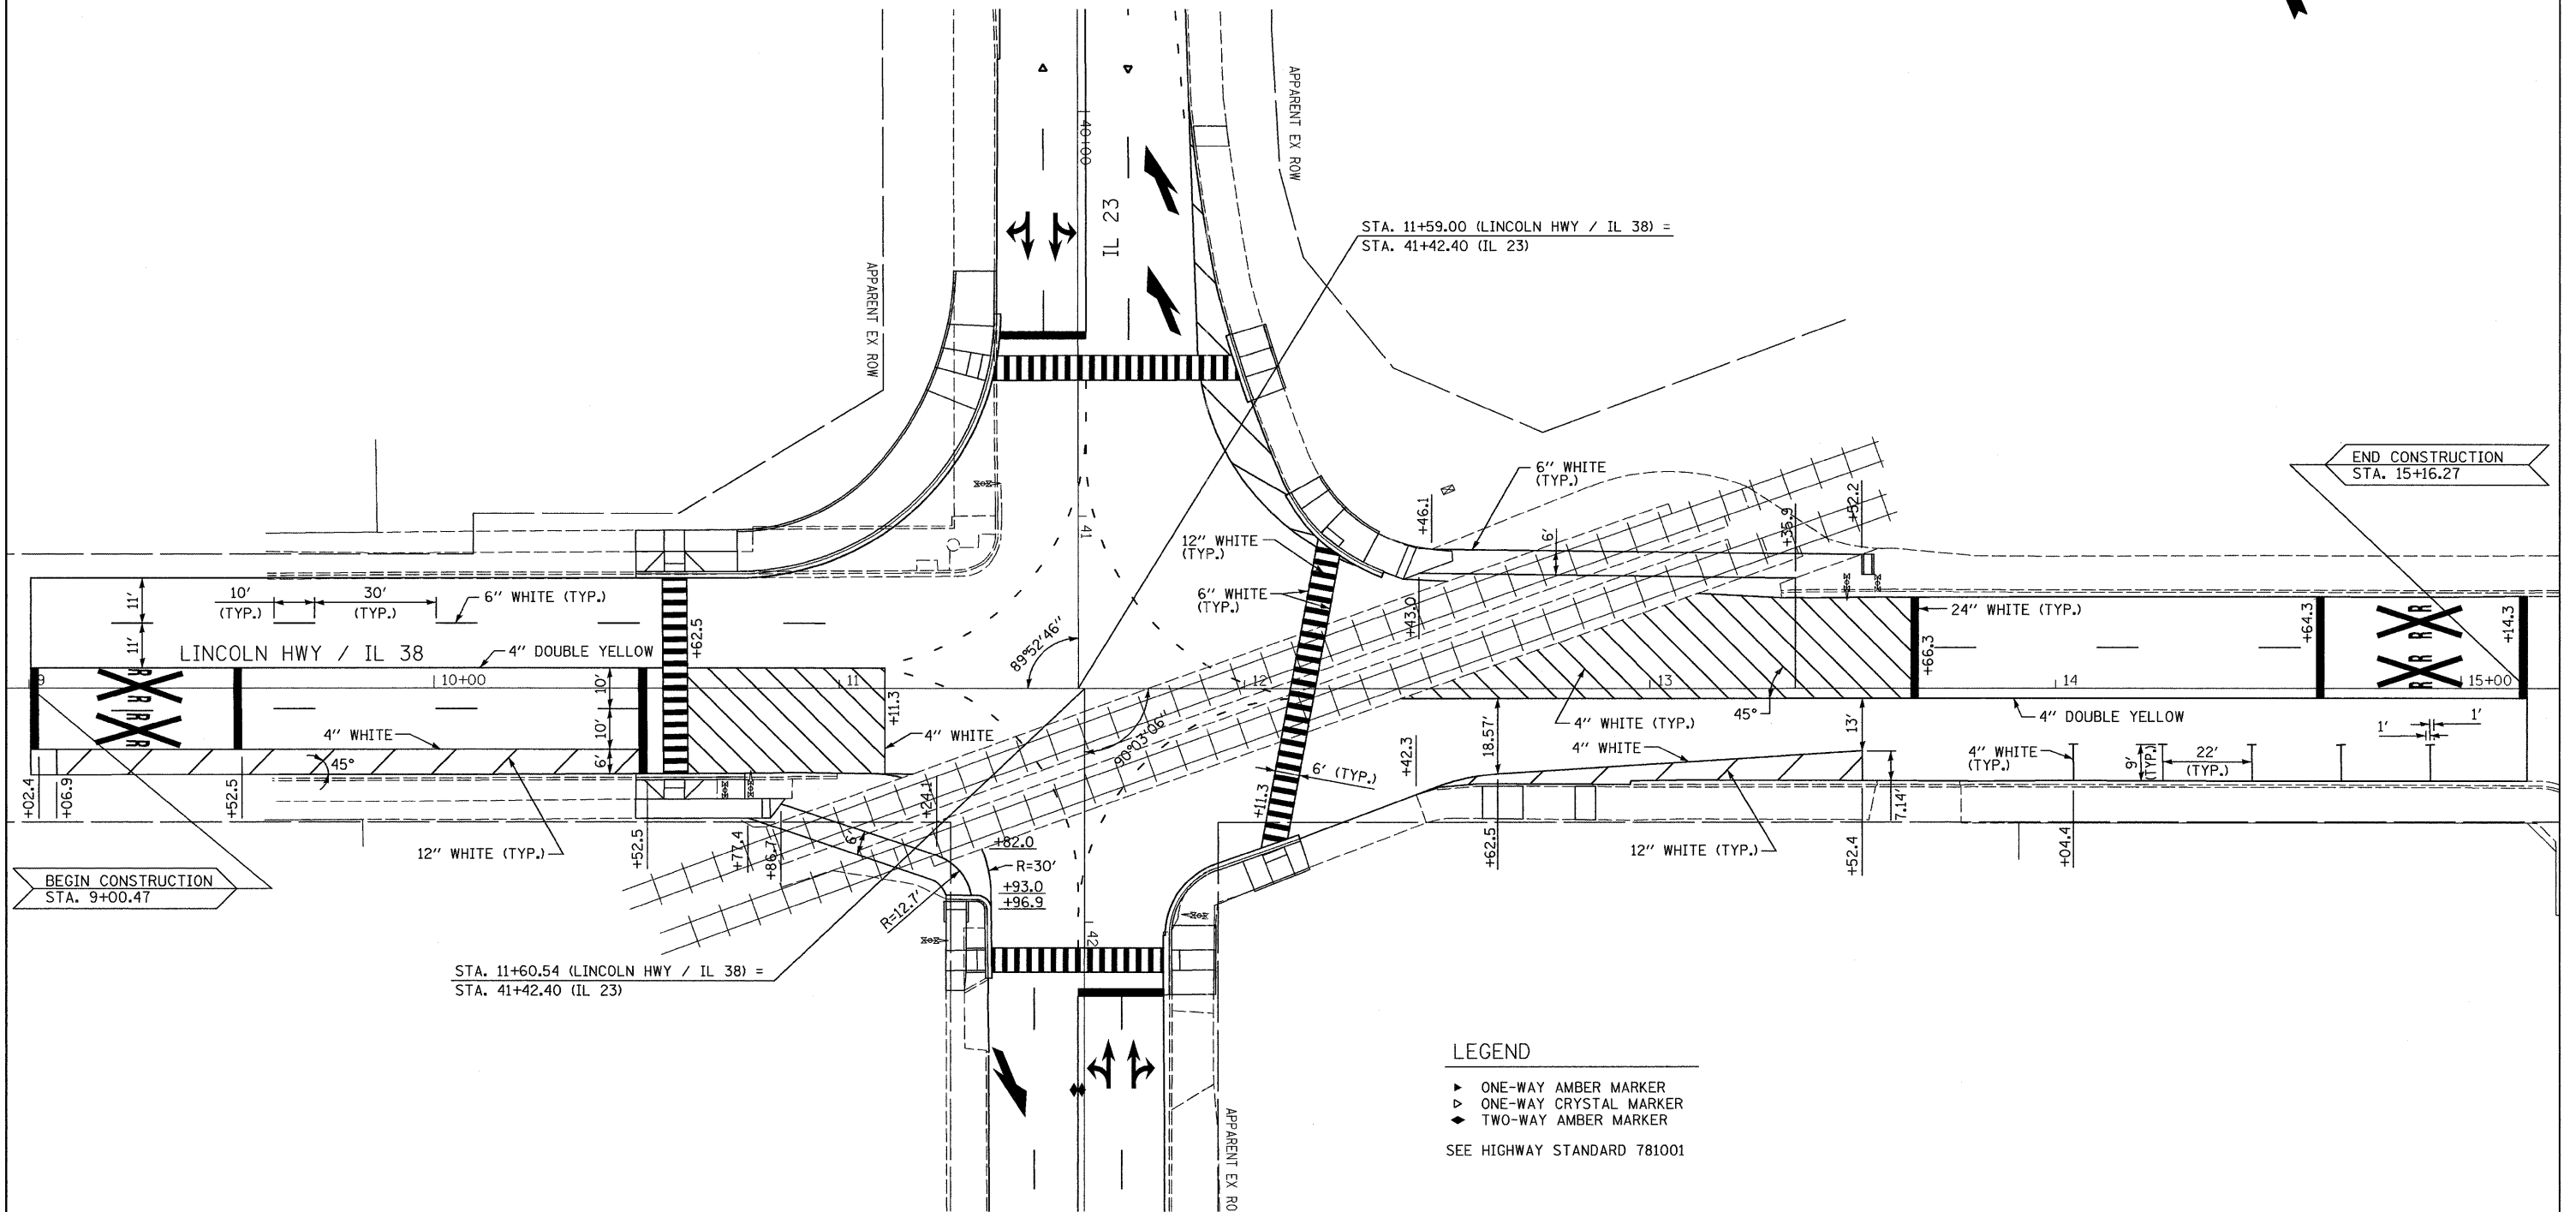 APPARENT EX ROW
40+00
IL 23
STA. 11+59.00 (LINCOLN HWY / IL 38) =
STA. 41+42.40 (IL 23)
APPARENT EX ROW
END CONSTRUCTION
STA. 15+16.27
6" WHITE
(TYP.)
+46.1
6'
+35.9
+52.2
41
12" WHITE
(TYP.)
6" WHITE
(TYP.)
+43.0
11'
10'
(TYP.)
30'
(TYP.)
6" WHITE (TYP.)
11'
LINCOLN HWY / IL 38
4" DOUBLE YELLOW
+62.5
89°52'46"
24" WHITE (TYP.)
+66.3
+64.3
R R
R R
+14.3
9
R R
R R
10+00
10'
10'
11
+11.3
12
13
14
15+00
4" WHITE
4" WHITE
6'
45°
90°03'06"
4" WHITE (TYP.)
45°
4" DOUBLE YELLOW
18.57'
4" WHITE
13'
4" WHITE
(TYP.)
9'
(TYP.)
22'
(TYP.)
1'
1'
+42.3
6' (TYP.)
+11.3
+24.1
7.14'
+02.4
+06.9
+52.5
12" WHITE (TYP.)
+52.5
+77.4
+86.7
6'
+82.0
R=30'
+93.0
+96.9
R=12.7'
+62.5
12" WHITE (TYP.)
+52.4
+04.4
BEGIN CONSTRUCTION
STA. 9+00.47
42
STA. 11+60.54 (LINCOLN HWY / IL 38) =
STA. 41+42.40 (IL 23)
LEGEND
ONE-WAY AMBER MARKER
ONE-WAY CRYSTAL MARKER
TWO-WAY AMBER MARKER
SEE HIGHWAY STANDARD 781001
APPARENT EX RO